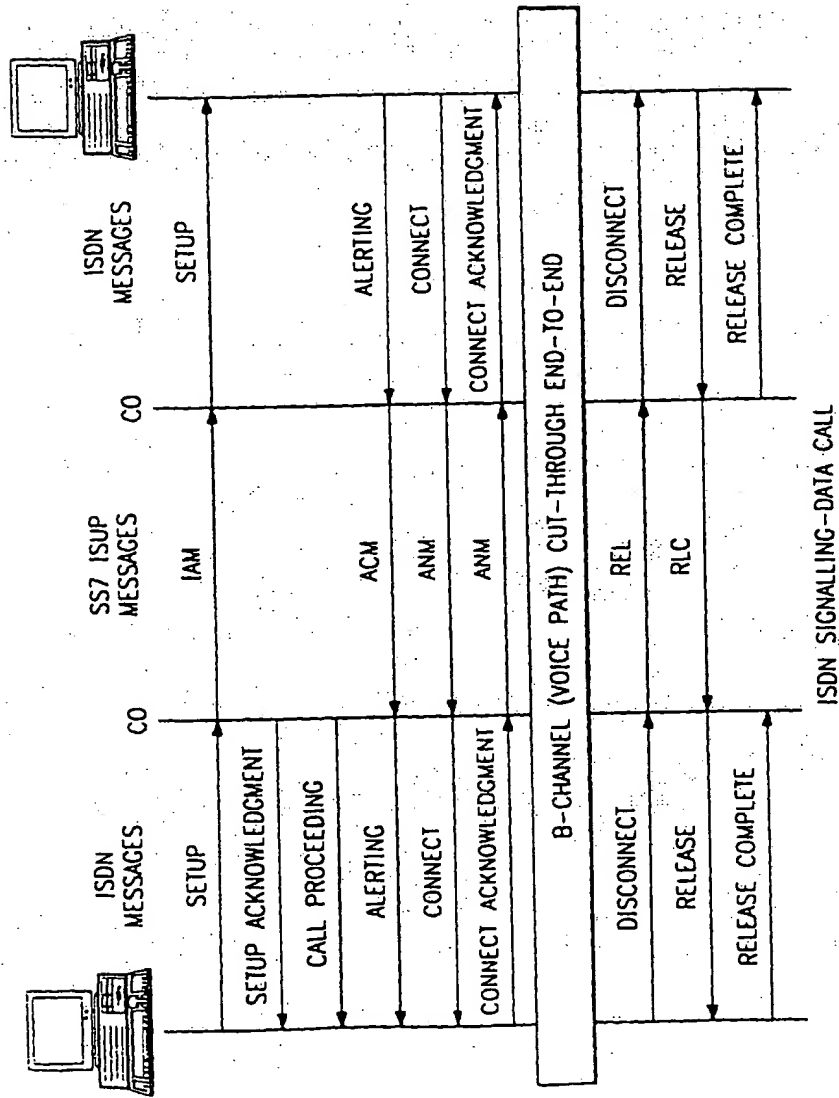 ISDN
MESSAGES
CO
SS7 ISUP
MESSAGES
CO
ISDN
MESSAGES
SETUP
IAM
SETUP
SETUP ACKNOWLEDGMENT
CALL PROCEEDING
ALERTING
ACM
ALERTING
CONNECT
ANM
CONNECT
CONNECT ACKNOWLEDGMENT
ANM
CONNECT ACKNOWLEDGMENT
B-CHANNEL (VOICE PATH) CUT-THROUGH END-TO-END
DISCONNECT
REL
DISCONNECT
RELEASE
RLC
RELEASE
RELEASE COMPLETE
RELEASE COMPLETE
ISDN SIGNALLING-DATA CALL